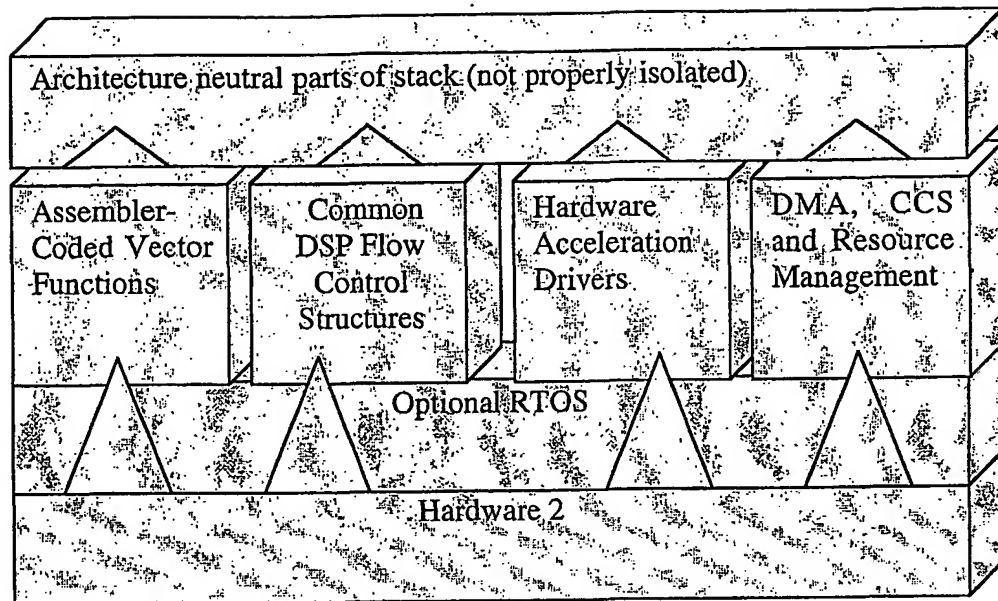 Architecture neutral parts of stack (not properly isolated)
Assembler-
Coded Vector
Functions
Common
DSP Flow
Control
Structures
Hardware
Acceleration
Drivers
DMA, CCS
and Resource
Management
Optional RTOS
Hardware 2